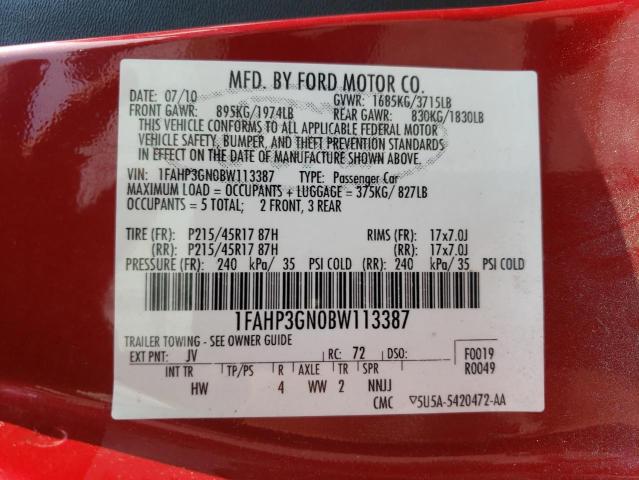 MFD. BY FORD MOTOR CO.
DATE: 07/10 GVWR: 1685KG/3715LB
FRONT GAWR: 895KG/1974LB REAR GAWR: 830KG/1830LB
THIS VEHICLE CONFORMS TO ALL APPLICABLE FEDERAL MOTOR
VEHICLE SAFETY, BUMPER, AND THEFT PREVENTION STANDARDS
IN EFFECT ON THE DATE OF MANUFACTURE SHOWN ABOVE.
VIN: 1FAHP3GN0BW113387 TYPE: Passenger Car
MAXIMUM LOAD = OCCUPANTS + LUGGAGE = 375KG/ 827LB
OCCUPANTS = 5 TOTAL; 2 FRONT, 3 REAR
TIRE (FR): P215/45R17 87H RIMS (FR): 17x7.0J
(RR): P215/45R17 87H (RR): 17x7.0J
PRESSURE (FR): 240 kPa/ 35 PSI COLD (RR): 240 kPa/ 35 PSI COLD
1FAHP3GN0BW113387
TRAILER TOWING - SEE OWNER GUIDE
EXT PNT: JV RC: 72 DSO: F0019
INT TR TP/PS R AXLE TR SPR R0049
HW 4 WW 2 NNJJ
CMC ▽5U5A-5420472-AA